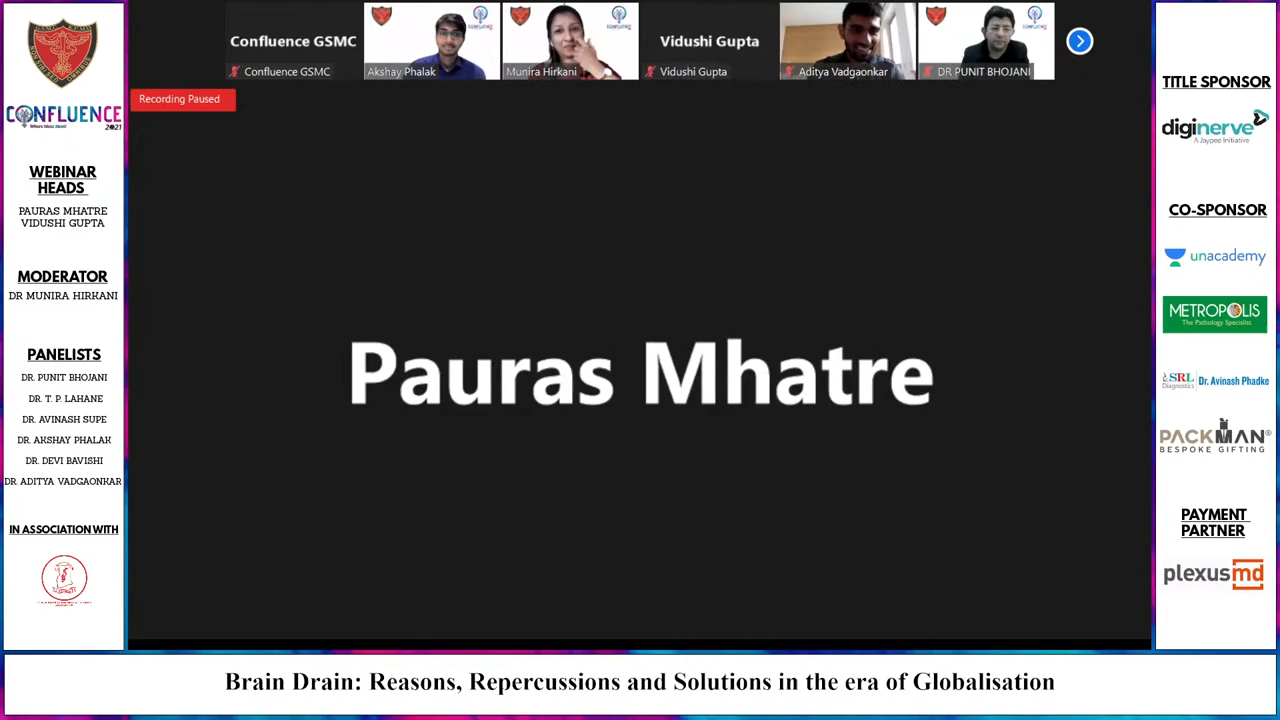 CONFLUENCE
2021
WEBINAR
HEADS
PAURAS MHATRE
VIDUSHI GUPTA
MODERATOR
DR MUNIRA HIRKANI
PANELISTS
DR. PUNIT BHOJANI
DR. T. P. LAHANE
DR. AVINASH SUPE
DR. AKSHAY PHALAK
DR. DEVI BAVISHI
DR. ADITYA VADGAONKAR
IN ASSOCIATION WITH
Confluence GSMC
Confluence GSMC
Akshay Phalak
Munira Hirkani
Vidushi Gupta
Vidushi Gupta
Aditya Vadgaonkar
DR PUNIT BHOJANI
Recording Paused
Pauras Mhatre
TITLE SPONSOR
diginerve
A Jaypee Initiative
CO-SPONSOR
unacademy
METROPOLIS
The Pathology Specialist
SRL Dr. Avinash Phadke
Diagnostics
PACKMAN®
BESPOKE GIFTING
PAYMENT
PARTNER
plexusmd
Brain Drain: Reasons, Repercussions and Solutions in the era of Globalisation